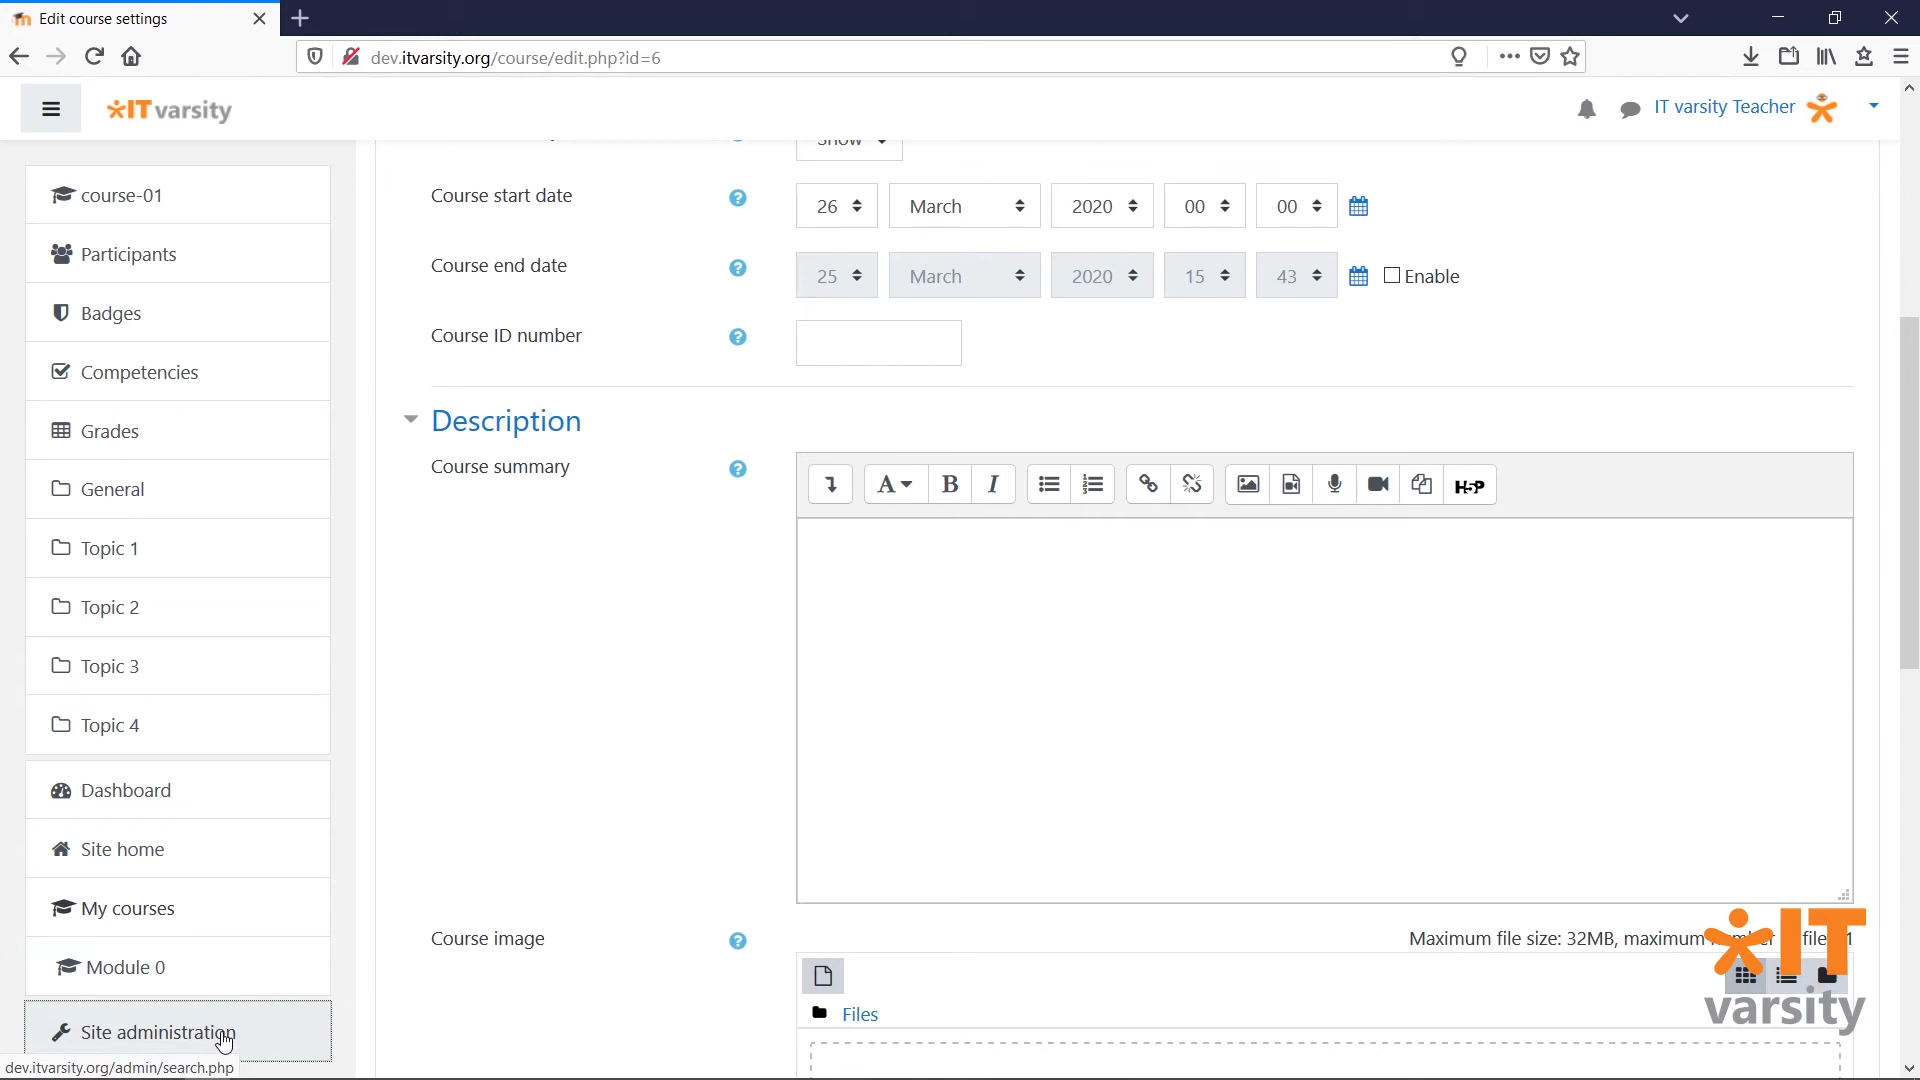 Edit course settings
dev.itvarsity.org/course/edit.php?id=6
IT varsity
IT varsity Teacher
Show
course-01
Participants
Badges
Competencies
Grades
General
Topic 1
Topic 2
Topic 3
Topic 4
Dashboard
Site home
My courses
Module 0
Site administration
dev.itvarsity.org/admin/search.php
Course start date
26 March 2020 00 00
Course end date
25 March 2020 15 43 Enable
Course ID number
Description
Course summary
A B I
H5P
Course image
Maximum file size: 32MB, maximum
Files
IT
varsity